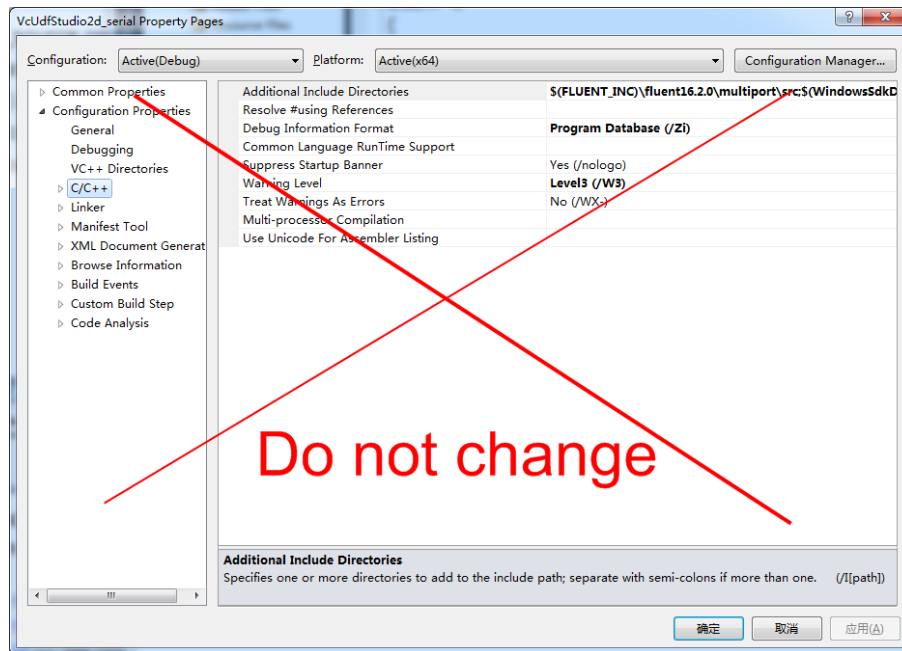 VcUdfStudio2d_serial Property Pages
Configuration: Active(Debug) Platform: Active(x64) Configuration Manager...
Common Properties
Configuration Properties
General
Debugging
VC++ Directories
C/C++
Linker
Manifest Tool
XML Document Generat
Browse Information
Build Events
Custom Build Step
Code Analysis
Additional Include Directories $(FLUENT_INC)\fluent16.2.0\multiport\src;$(WindowsSdkD
Resolve #using References
Debug Information Format Program Database (/Zi)
Common Language RunTime Support
Suppress Startup Banner Yes (/nologo)
Warning Level Level3 (/W3)
Treat Warnings As Errors No (/WX-)
Multi-processor Compilation
Use Unicode For Assembler Listing
Do not change
Additional Include Directories
Specifies one or more directories to add to the include path; separate with semi-colons if more than one. (/I[path])
确定 取消 应用(A)